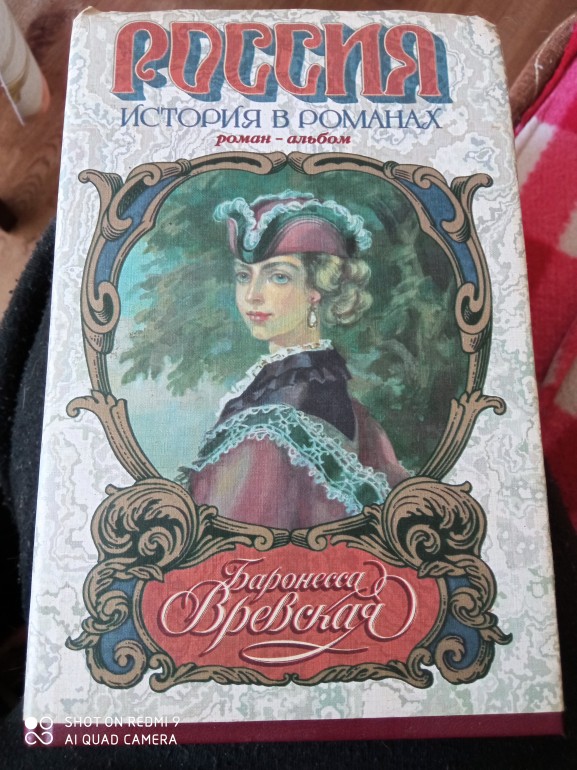 РОССИЯ
ИСТОРИЯ В РОМАНАХ
роман - альбом
Баронесса
Вревская
SHOT ON REDMI 9
AI QUAD CAMERA